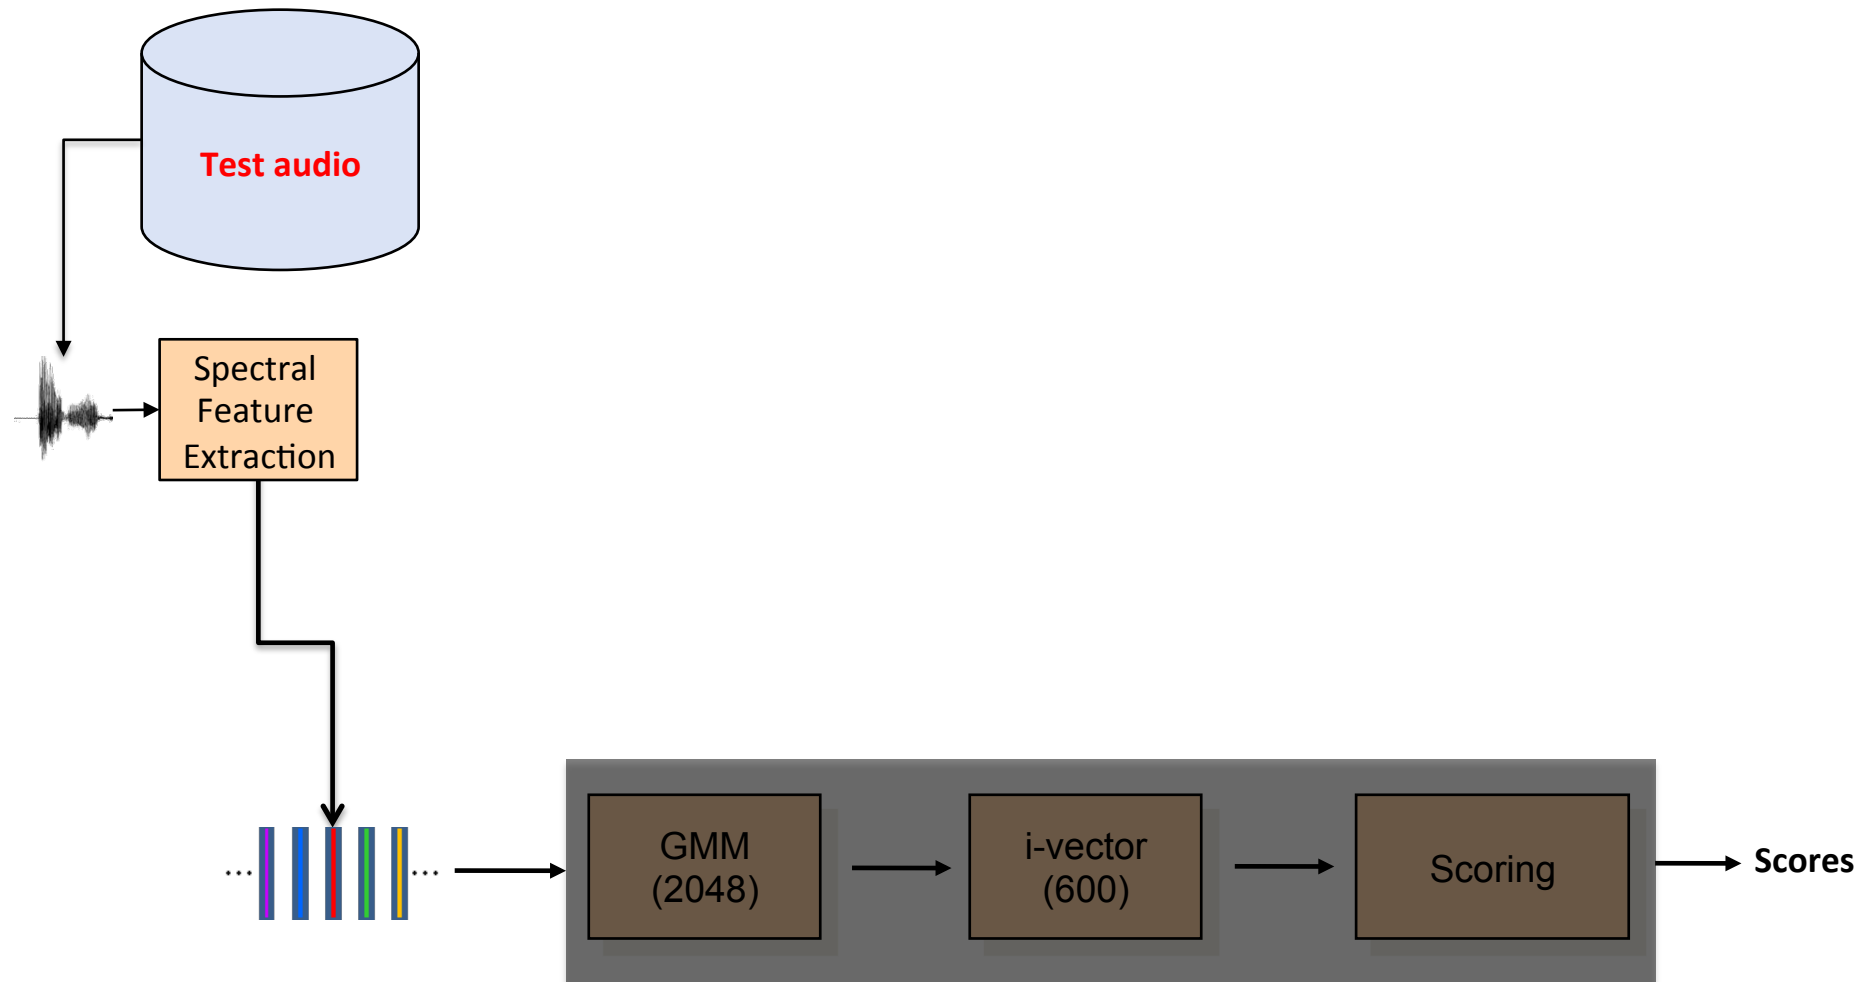 Test audio
Spectral
Feature
Extraction
GMM
(2048)
i-vector
(600)
Scoring
Scores